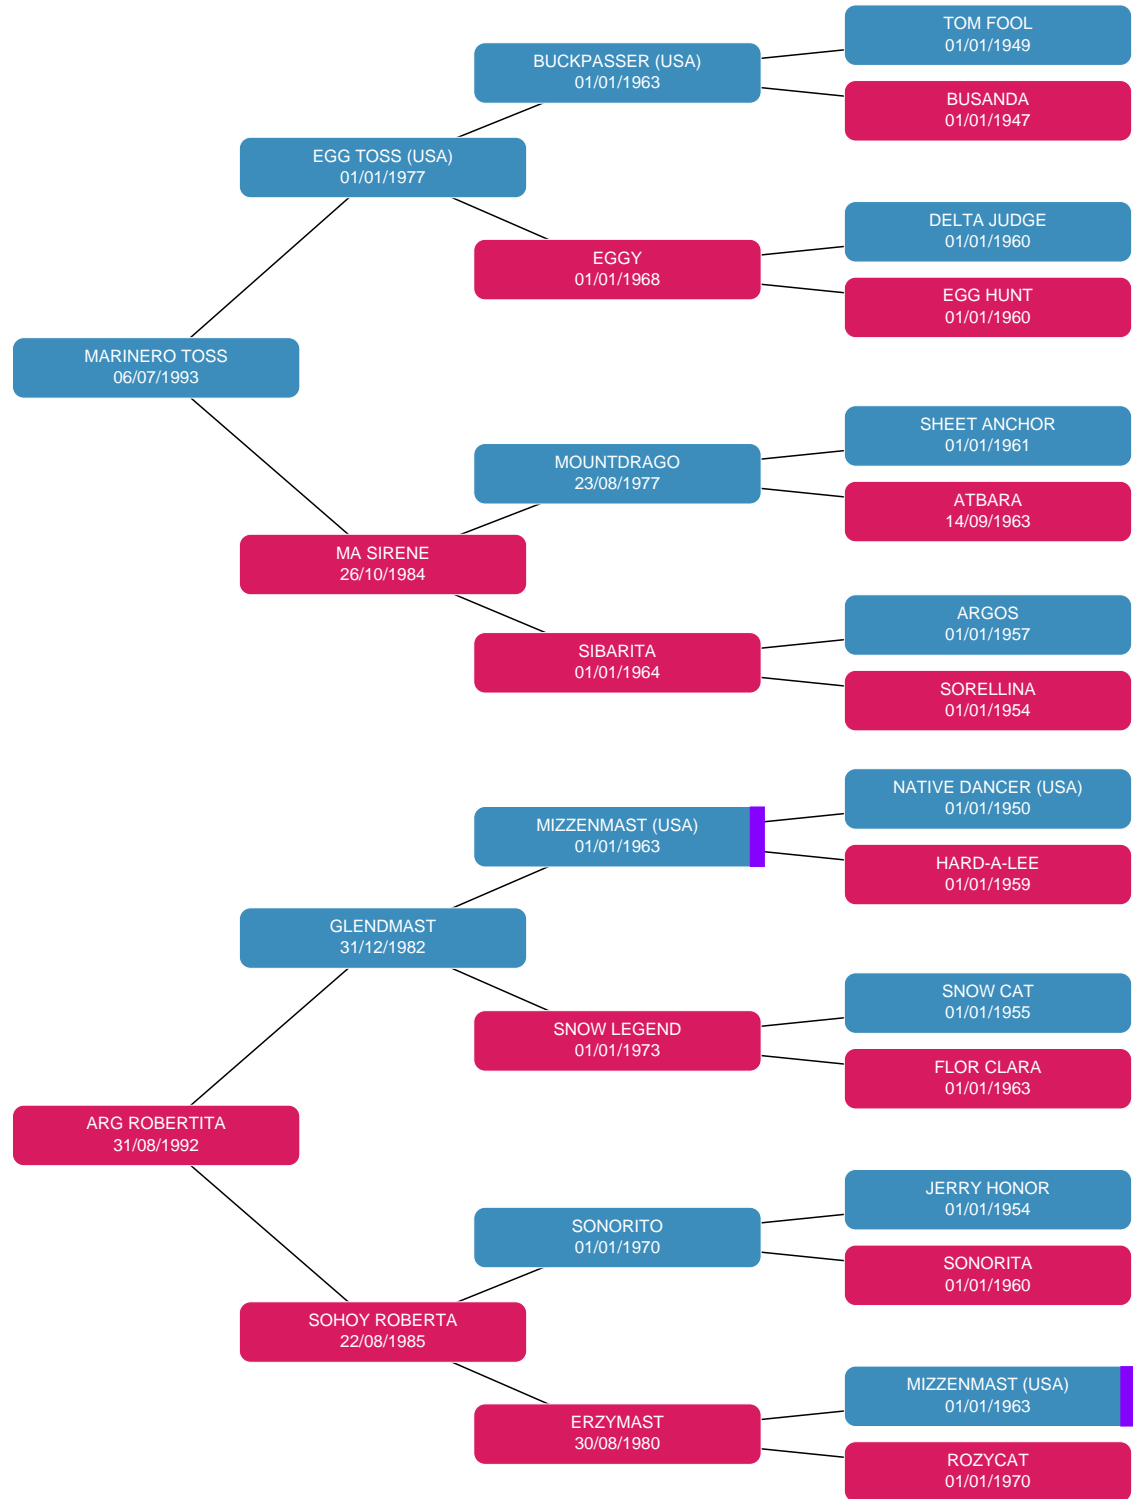 TOM FOOL
01/01/1949
BUCKPASSER (USA)
01/01/1963
BUSANDA
01/01/1947
EGG TOSS (USA)
01/01/1977
DELTA JUDGE
01/01/1960
EGGY
01/01/1968
EGG HUNT
01/01/1960
MARINERO TOSS
06/07/1993
SHEET ANCHOR
01/01/1961
MOUNTDRAGO
23/08/1977
ATBARA
14/09/1963
MA SIRENE
26/10/1984
ARGOS
01/01/1957
SIBARITA
01/01/1964
SORELLINA
01/01/1954
NATIVE DANCER (USA)
01/01/1950
MIZZENMAST (USA)
01/01/1963
HARD-A-LEE
01/01/1959
GLENDMAST
31/12/1982
SNOW CAT
01/01/1955
SNOW LEGEND
01/01/1973
FLOR CLARA
01/01/1963
ARG ROBERTITA
31/08/1992
JERRY HONOR
01/01/1954
SONORITO
01/01/1970
SONORITA
01/01/1960
SOHOY ROBERTA
22/08/1985
MIZZENMAST (USA)
01/01/1963
ERZYMAST
30/08/1980
ROZYCAT
01/01/1970